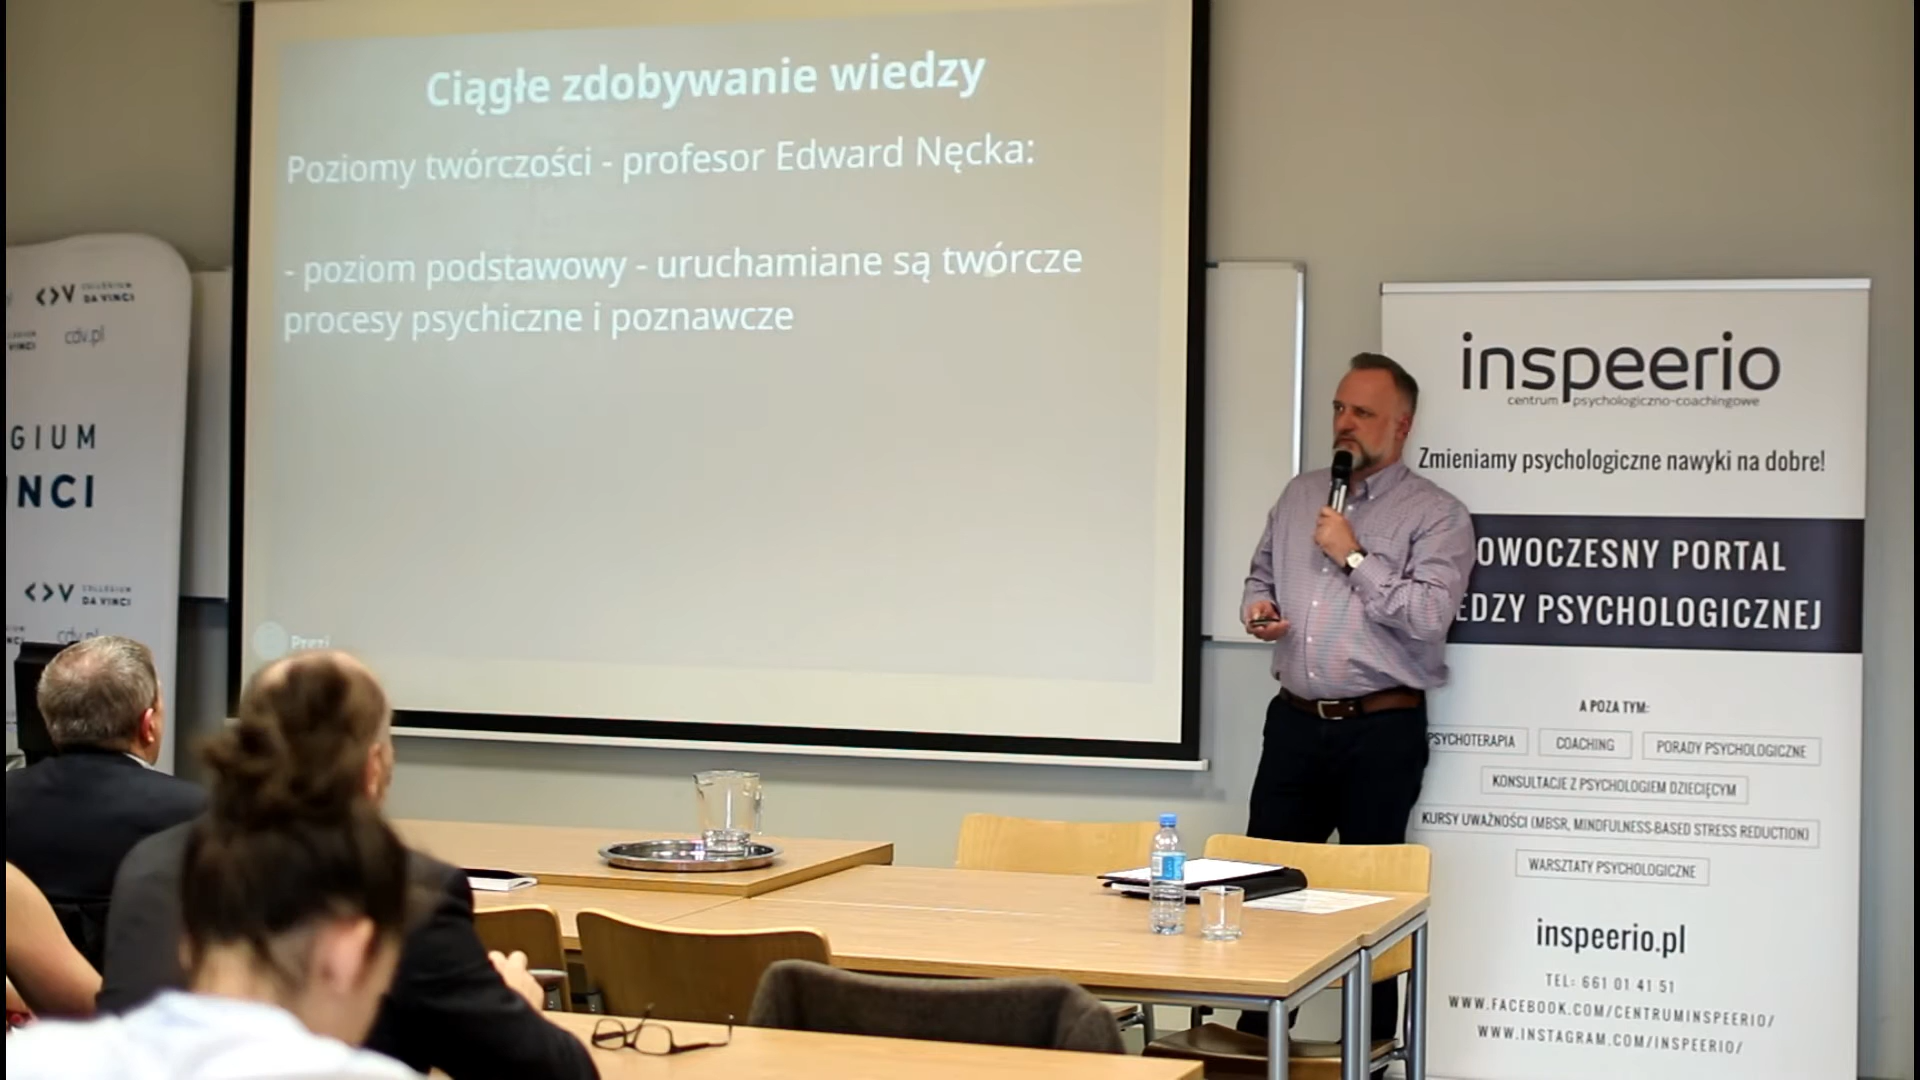 Ciągłe zdobywanie wiedzy
Poziomy twórczości - profesor Edward Nęcka:
- poziom podstawowy - uruchamiane są twórcze
procesy psychiczne i poznawcze
Prezi
COLLEGIUM
DA VINCI
cdv.pl
GIUM
INCI
COLLEGIUM
DA VINCI
cdv.pl
inspeerio
centrum psychologiczno-coachingowe
Zmieniamy psychologiczne nawyki na dobre!
OWOCZESNY PORTAL
EDZY PSYCHOLOGICZNEJ
A POZA TYM:
PSYCHOTERAPIA
COACHING
PORADY PSYCHOLOGICZNE
KONSULTACJE Z PSYCHOLOGIEM DZIECIĘCYM
KURSY UWAŻNOŚCI (MBSR, MINDFULNESS-BASED STRESS REDUCTION)
WARSZTATY PSYCHOLOGICZNE
inspeerio.pl
TEL: 661 01 41 51
WWW.FACEBOOK.COM/CENTRUMINSPEERIO/
WWW.INSTAGRAM.COM/INSPEERIO/